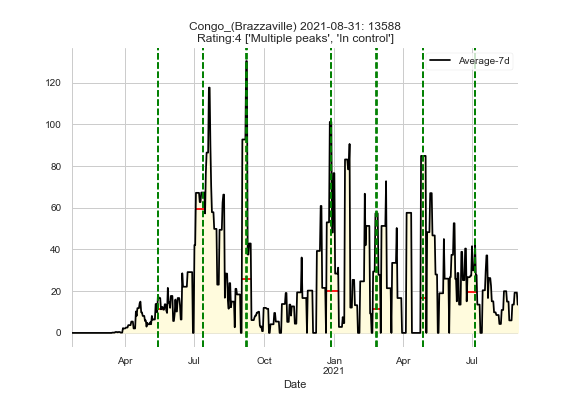 Congo_(Brazzaville) 2021-08-31: 13588
Rating:4 ['Multiple peaks', 'In control']
Average-7d
120
100
80
60
40
20
0
Apr Jul Oct Jan Apr Jul
2021
Date